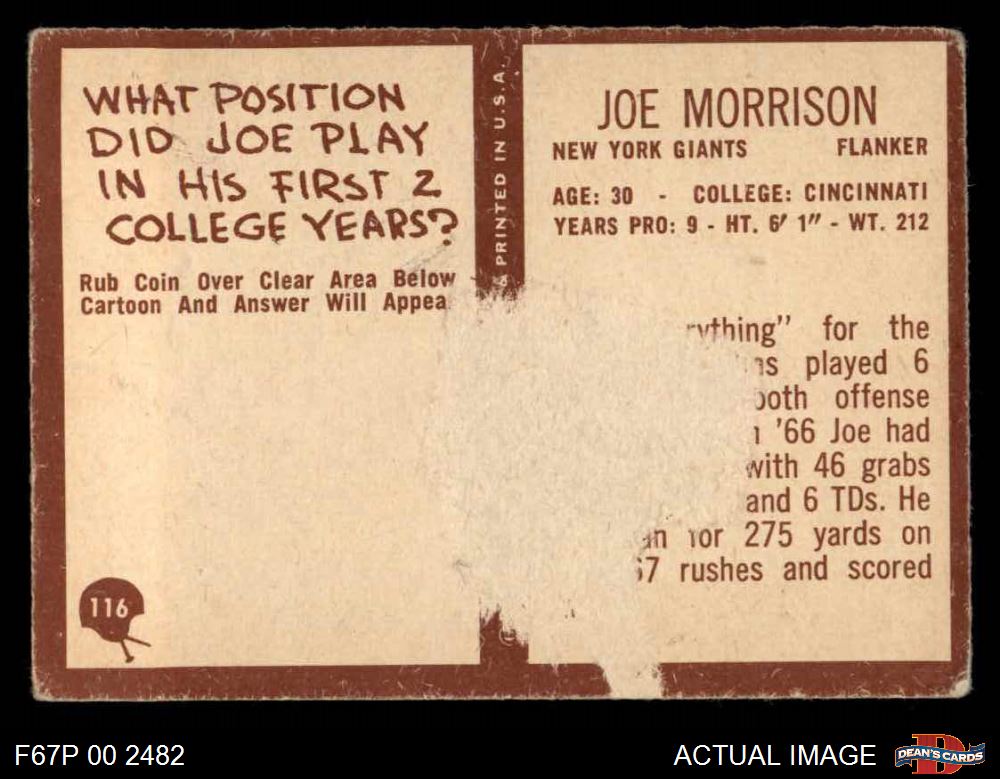 WHAT POSITION
DID JOE PLAY
IN HIS FIRST 2
COLLEGE YEARS?
Rub Coin Over Clear Area Below
Cartoon And Answer Will Appea
116
& PRINTED IN U.S.A.
JOE MORRISON
NEW YORK GIANTS FLANKER
AGE: 30 - COLLEGE: CINCINNATI
YEARS PRO: 9 - HT. 6' 1" - WT. 212
rything" for the
as played 6
both offense
'66 Joe had
with 46 grabs
and 6 TDs. He
for 275 yards on
67 rushes and scored
F67P 00 2482
ACTUAL IMAGE
D
DEAN'S CARDS